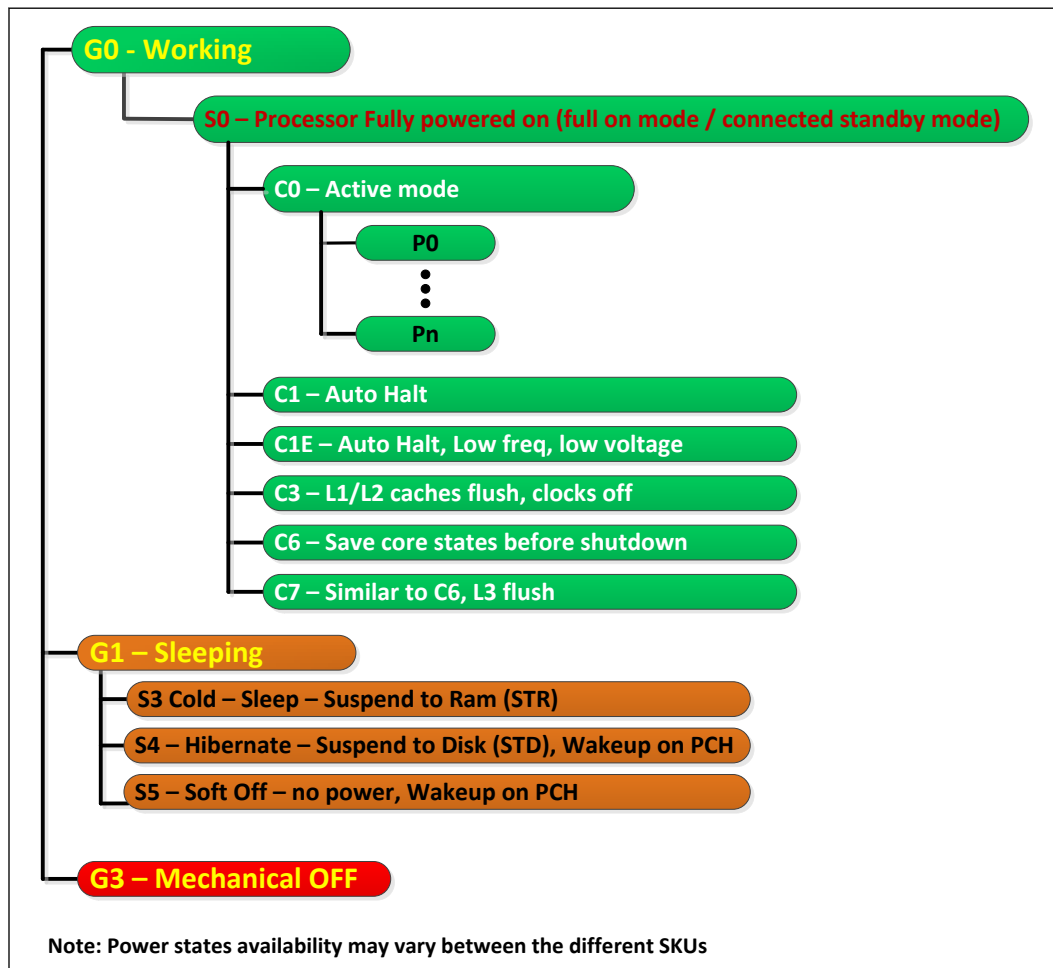 G0 - Working
S0 – Processor Fully powered on (full on mode / connected standby mode)
C0 – Active mode
P0
Pn
C1 – Auto Halt
C1E – Auto Halt, Low freq, low voltage
C3 – L1/L2 caches flush, clocks off
C6 – Save core states before shutdown
C7 – Similar to C6, L3 flush
G1 – Sleeping
S3 Cold – Sleep – Suspend to Ram (STR)
S4 – Hibernate – Suspend to Disk (STD), Wakeup on PCH
S5 – Soft Off – no power, Wakeup on PCH
G3 – Mechanical OFF
Note: Power states availability may vary between the different SKUs